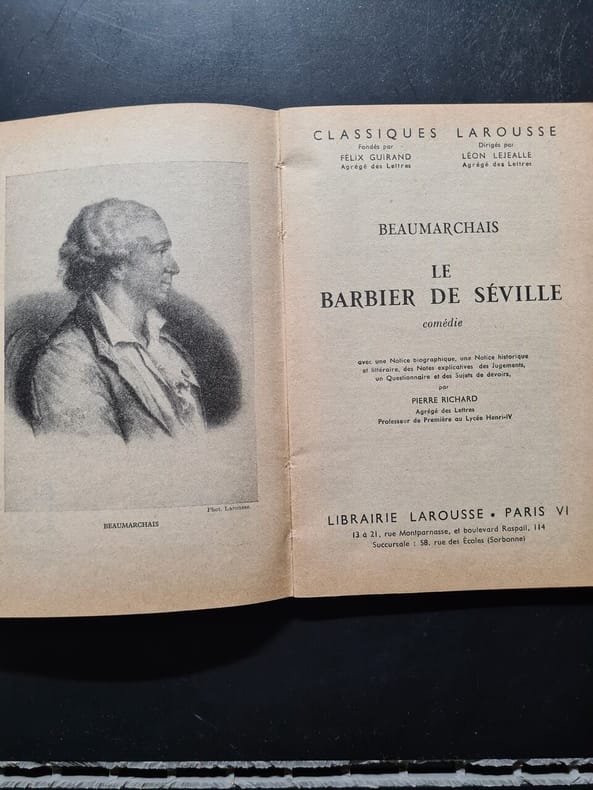 Phot. Larousse.
BEAUMARCHAIS
CLASSIQUES LAROUSSE
Fondés par
FÉLIX GUIRAND
Agrégé des Lettres
Dirigés par
LÉON LEJEALLE
Agrégé des Lettres
BEAUMARCHAIS
LE
BARBIER DE SÉVILLE
comédie
avec une Notice biographique, une Notice historique
et littéraire, des Notes explicatives des Jugements,
un Questionnaire et des Sujets de devoirs,
par
PIERRE RICHARD
Agrégé des Lettres
Professeur de Première au Lycée Henri-IV
LIBRAIRIE LAROUSSE • PARIS VI
13 à 21, rue Montparnasse, et boulevard Raspail, 114
Succursale : 58, rue des Écoles (Sorbonne)